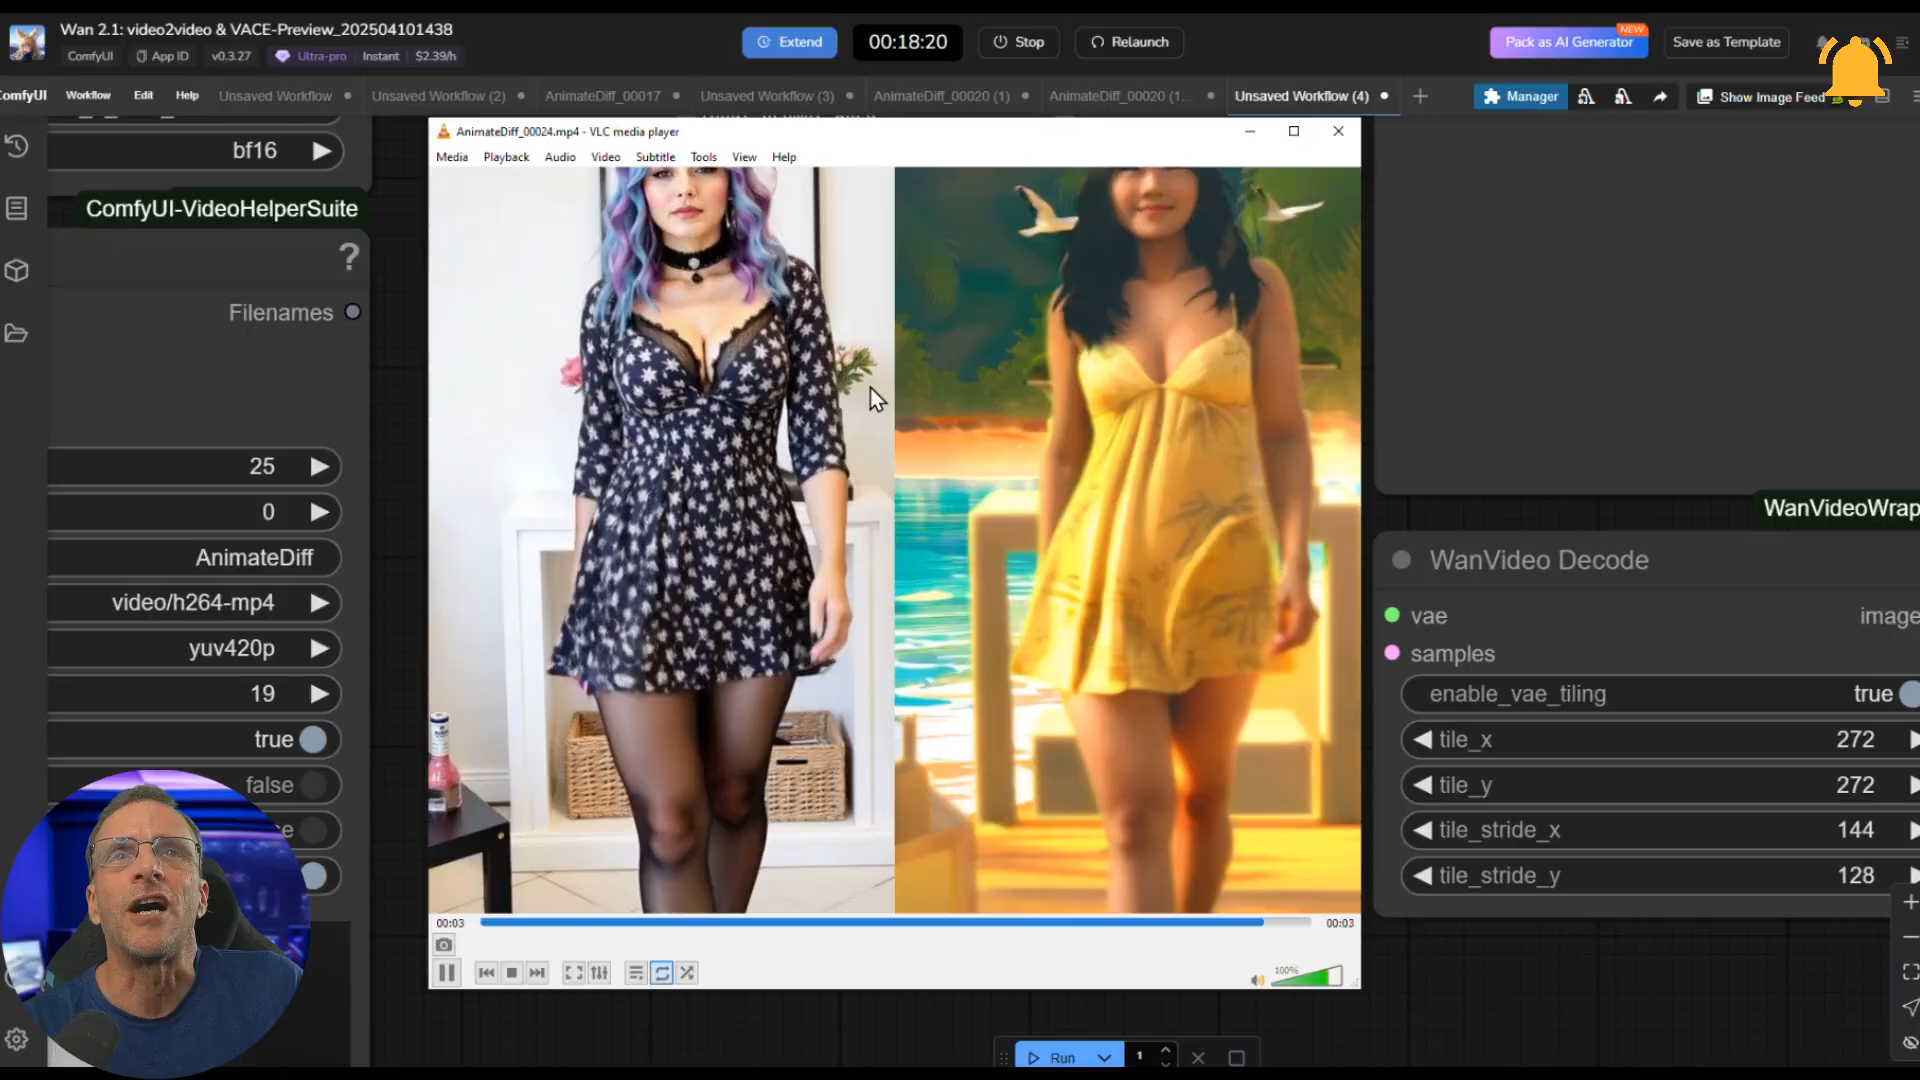 Wan 2.1: video2video & VACE-Preview_202504101438
ComfyUI App ID v0.3.27 Ultra-pro Instant $2.39/h
Extend 00:18:20 Stop Relaunch
NEW
Pack as AI Generator Save as Template
omfyUI Workflow Edit Help Unsaved Workflow Unsaved Workflow (2) AnimateDiff_00017 Unsaved Workflow (3) AnimateDiff_00020 (1) AnimateDiff_00020 (1... Unsaved Workflow (4) Manager Show Image Feed
bf16
AnimateDiff_00024.mp4 - VLC media player
Media Playback Audio Video Subtitle Tools View Help
ComfyUI-VideoHelperSuite
?
Filenames
25
0
AnimateDiff
video/h264-mp4
yuv420p
19
true
false
WanVideoWrap
WanVideo Decode
vae image
samples
enable_vae_tiling true
tile_x 272
tile_y 272
tile_stride_x 144
tile_stride_y 128
00:03 00:03
100%
Run 1